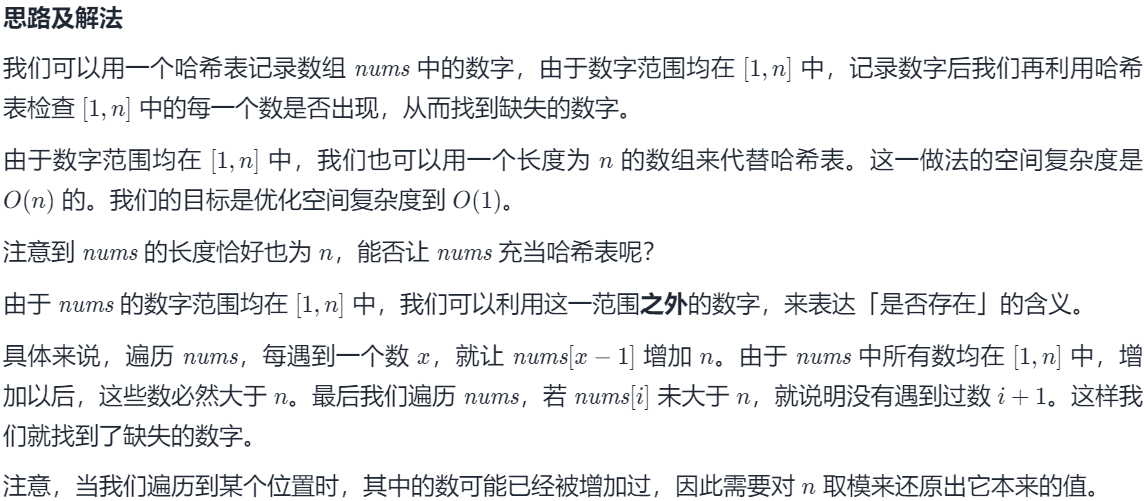 思路及解法
我们可以用一个哈希表记录数组 nums 中的数字，由于数字范围均在 [1, n] 中，记录数字后我们再利用哈希
表检查 [1, n] 中的每一个数是否出现，从而找到缺失的数字。
由于数字范围均在 [1, n] 中，我们也可以用一个长度为 n 的数组来代替哈希表。这一做法的空间复杂度是
O(n) 的。我们的目标是优化空间复杂度到 O(1)。
注意到 nums 的长度恰好也为 n，能否让 nums 充当哈希表呢？
由于 nums 的数字范围均在 [1, n] 中，我们可以利用这一范围之外的数字，来表达「是否存在」的含义。
具体来说，遍历 nums，每遇到一个数 x，就让 nums[x − 1] 增加 n。由于 nums 中所有数均在 [1, n] 中，增
加以后，这些数必然大于 n。最后我们遍历 nums，若 nums[i] 未大于 n，就说明没有遇到过数 i + 1。这样我
们就找到了缺失的数字。
注意，当我们遍历到某个位置时，其中的数可能已经被增加过，因此需要对 n 取模来还原出它本来的值。